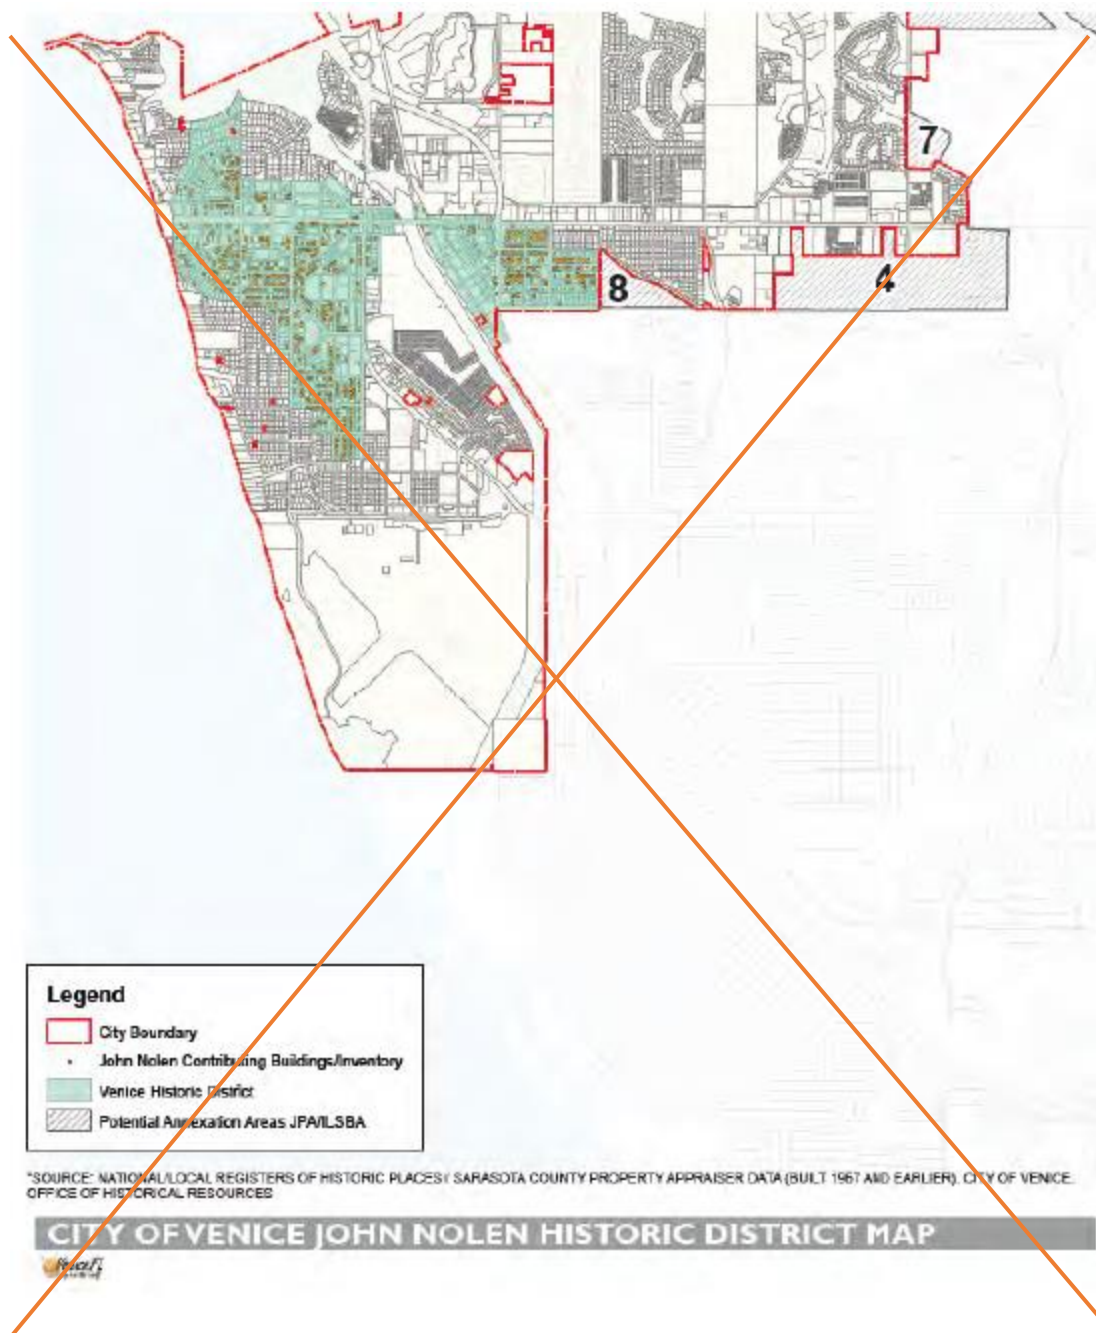 7
4
8
Legend
City Boundary
John Nolen Contributing Buildings/Inventory
Venice Historic District
Potential Annexation Areas JPA/ILSBA
*SOURCE: NATIONAL/LOCAL REGISTERS OF HISTORIC PLACES/ SARASOTA COUNTY PROPERTY APPRAISER DATA (BUILT 1967 AND EARLIER). CITY OF VENICE.
OFFICE OF HISTORICAL RESOURCES
CITY OF VENICE JOHN NOLEN HISTORIC DISTRICT MAP